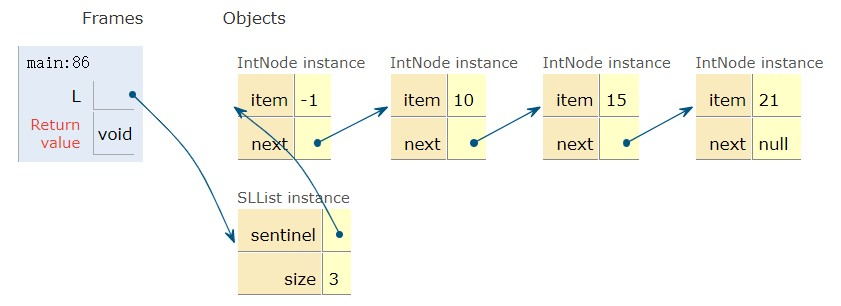 Frames
Objects
main:86
L
Return
value
void
IntNode instance
item -1
next
IntNode instance
item 10
next
IntNode instance
item 15
next
IntNode instance
item 21
next null
SLList instance
sentinel
size 3